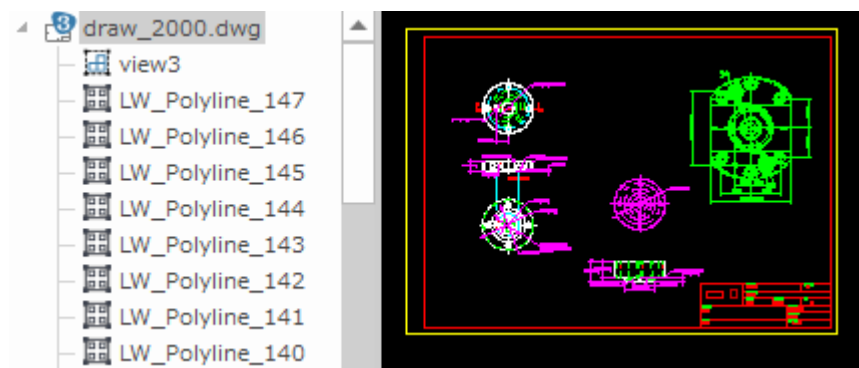 draw_2000.dwg
view3
LW_Polyline_147
LW_Polyline_146
LW_Polyline_145
LW_Polyline_144
LW_Polyline_143
LW_Polyline_142
LW_Polyline_141
LW_Polyline_140